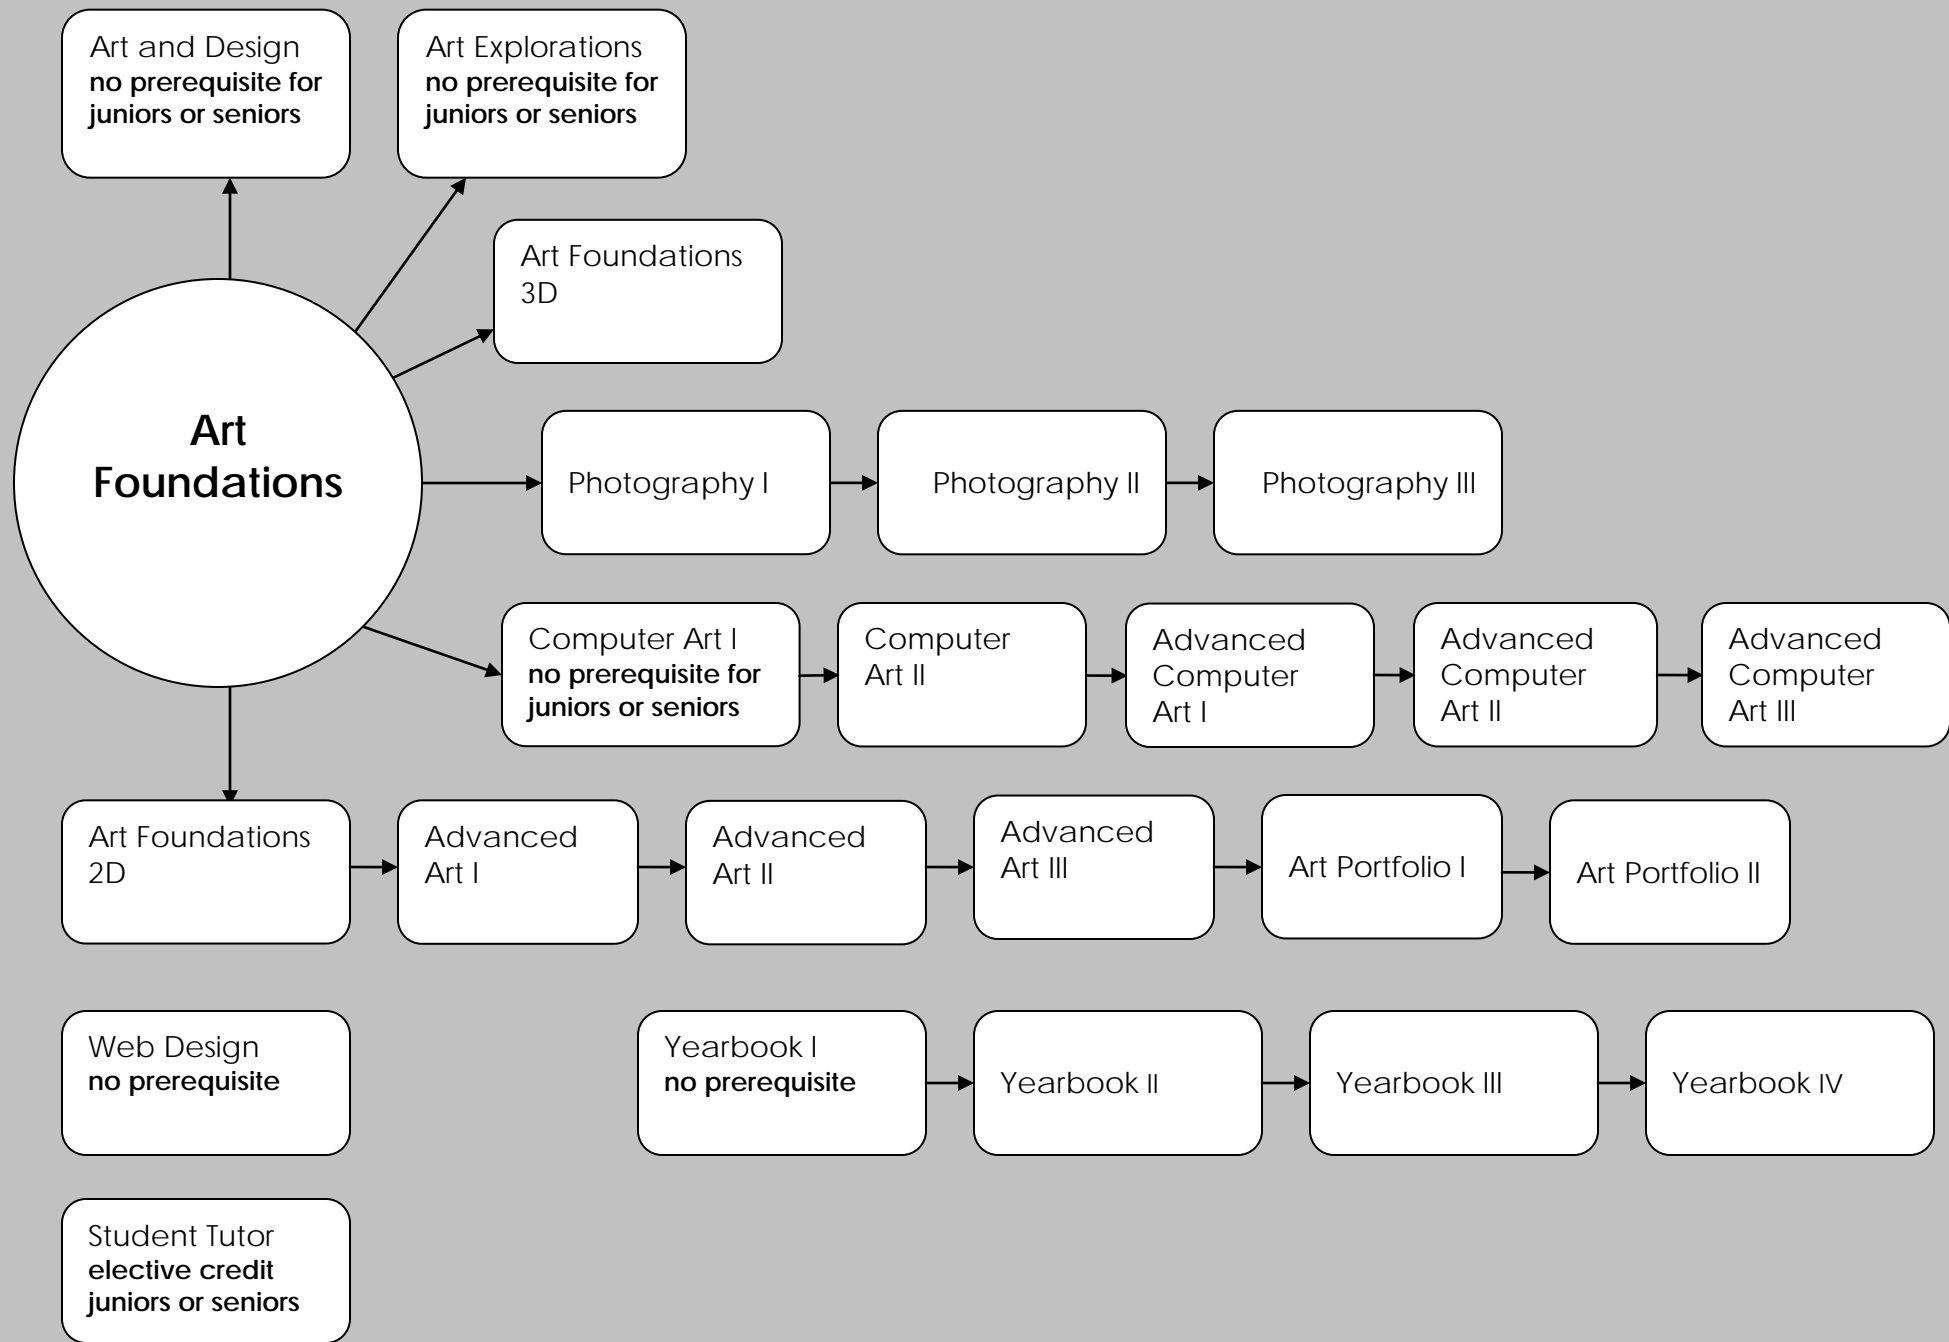 Art and Design
no prerequisite for
juniors or seniors
Art Explorations
no prerequisite for
juniors or seniors
Art Foundations
3D
Art
Foundations
Photography I
Photography II
Photography III
Computer Art I
no prerequisite for
juniors or seniors
Computer
Art II
Advanced
Computer
Art I
Advanced
Computer
Art II
Advanced
Computer
Art III
Art Foundations
2D
Advanced
Art I
Advanced
Art II
Advanced
Art III
Art Portfolio I
Art Portfolio II
Web Design
no prerequisite
Yearbook I
no prerequisite
Yearbook II
Yearbook III
Yearbook IV
Student Tutor
elective credit
juniors or seniors